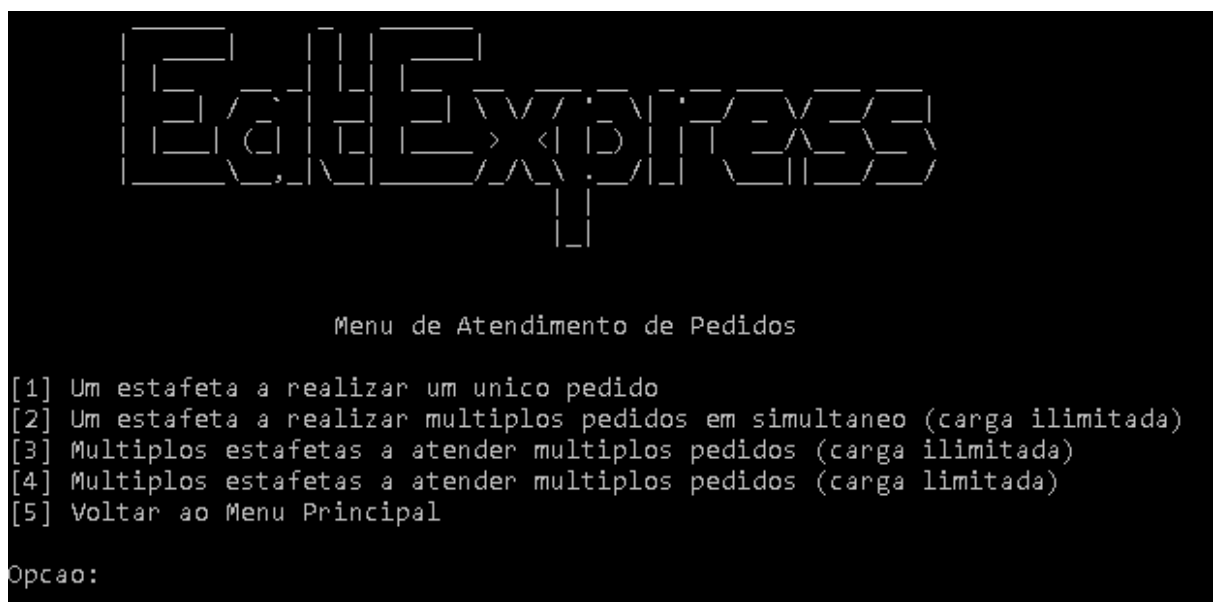 EatExpress
Menu de Atendimento de Pedidos
[1] Um estafeta a realizar um unico pedido
[2] Um estafeta a realizar multiplos pedidos em simultaneo (carga ilimitada)
[3] Multiplos estafetas a atender multiplos pedidos (carga ilimitada)
[4] Multiplos estafetas a atender multiplos pedidos (carga limitada)
[5] Voltar ao Menu Principal
Opcao: